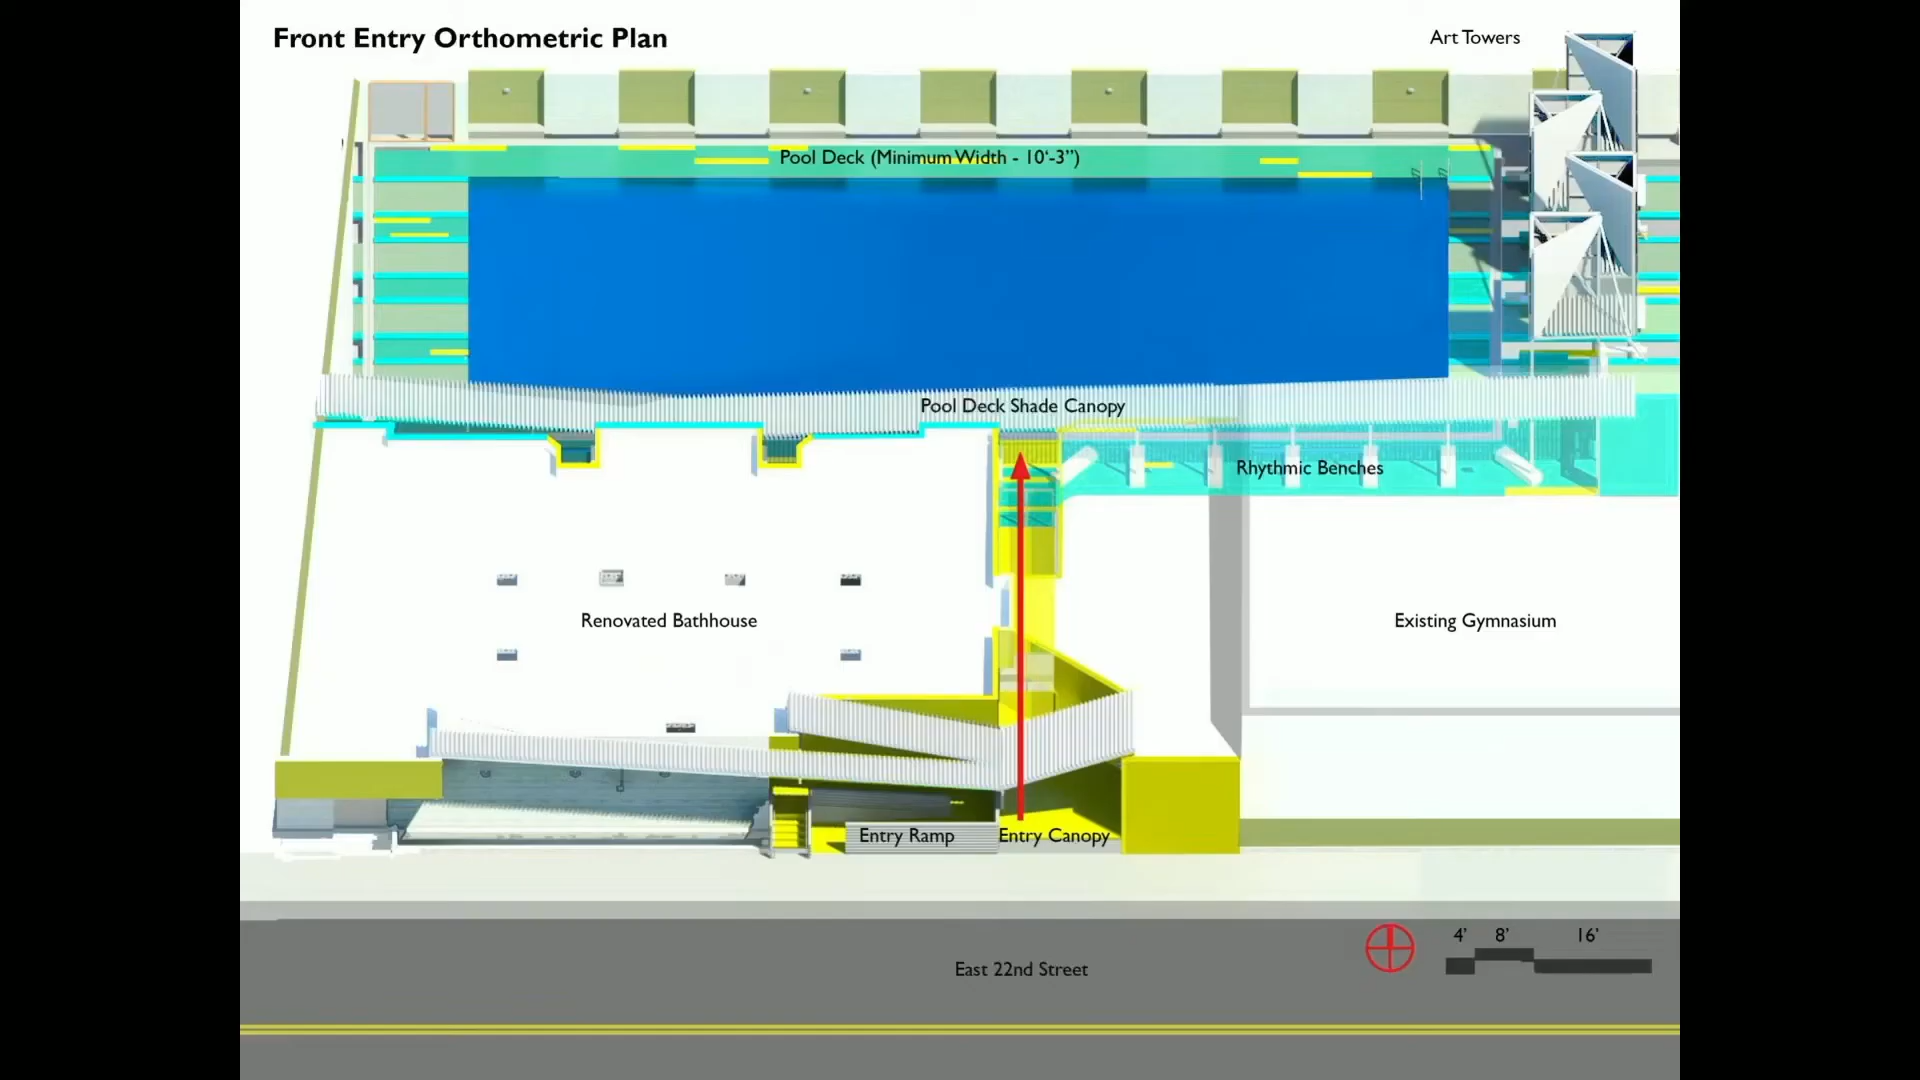 Front Entry Orthometric Plan
Art Towers
Pool Deck (Minimum Width - 10'-3")
Pool Deck Shade Canopy
Rhythmic Benches
Renovated Bathhouse
Existing Gymnasium
Entry Ramp
Entry Canopy
4' 8' 16'
East 22nd Street